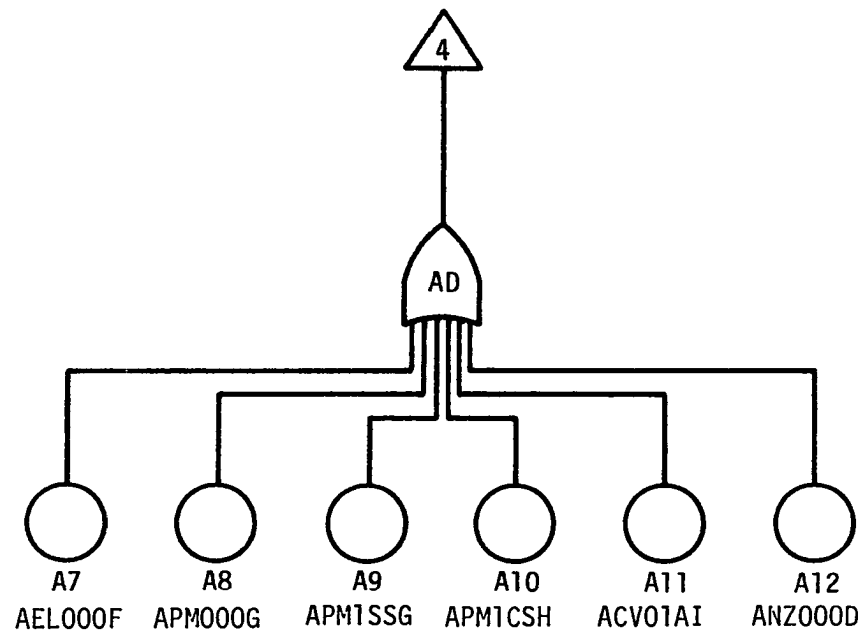 4
AD
A7 A8 A9 A10 A11 A12
AEL000F APM000G APM1SSG APM1CSH ACV01AI ANZ000D